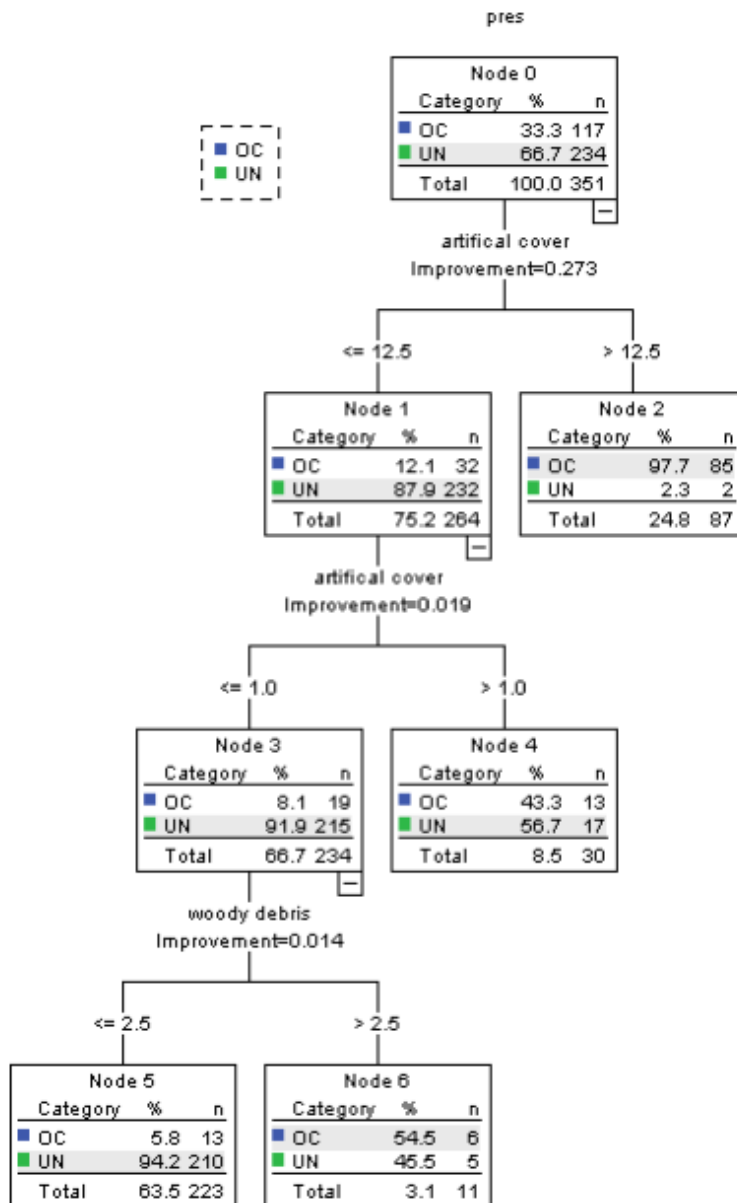 pres
Node 0
Category % n
OC 33.3 117
UN 66.7 234
Total 100.0 351
OC
UN
artifical cover
Improvement=0.273
<= 12.5
> 12.5
Node 1
Category % n
OC 12.1 32
UN 87.9 232
Total 75.2 264
Node 2
Category % n
OC 97.7 85
UN 2.3 2
Total 24.8 87
artifical cover
Improvement=0.019
<= 1.0
> 1.0
Node 3
Category % n
OC 8.1 19
UN 91.9 215
Total 66.7 234
Node 4
Category % n
OC 43.3 13
UN 56.7 17
Total 8.5 30
woody debris
Improvement=0.014
<= 2.5
> 2.5
Node 5
Category % n
OC 5.8 13
UN 94.2 210
Total 63.5 223
Node 6
Category % n
OC 54.5 6
UN 45.5 5
Total 3.1 11